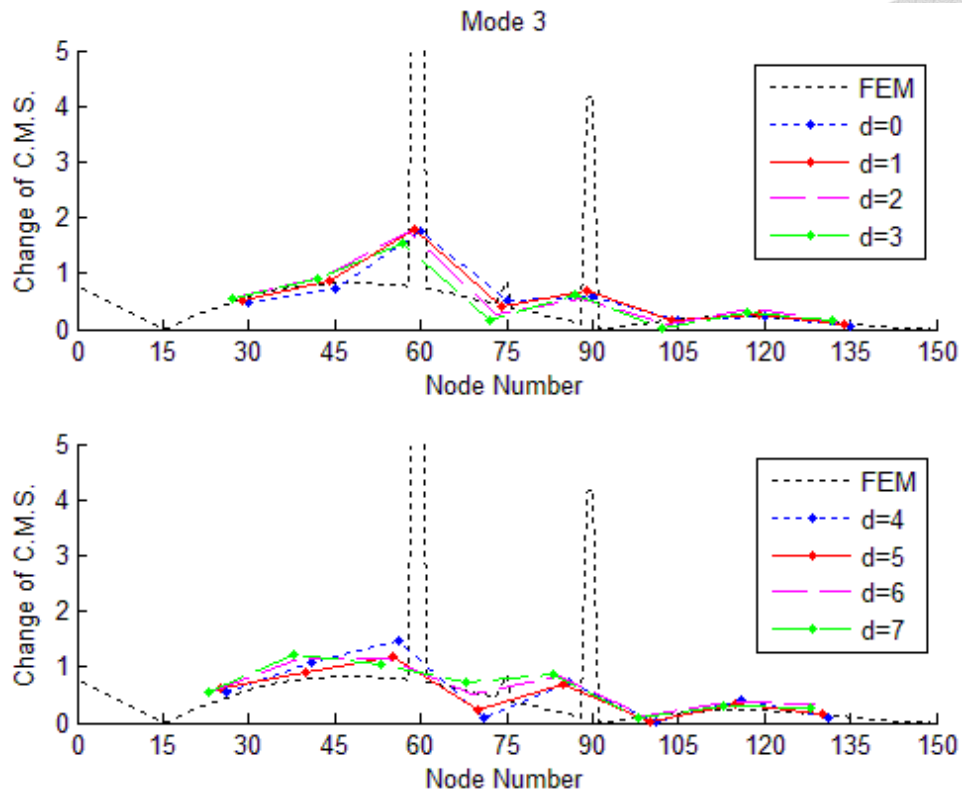 Mode 3
5
4
3
2
1
0
Change of C.M.S.
0 15 30 45 60 75 90 105 120 135 150
Node Number
FEM
d=0
d=1
d=2
d=3
5
4
3
2
1
0
Change of C.M.S.
0 15 30 45 60 75 90 105 120 135 150
Node Number
FEM
d=4
d=5
d=6
d=7